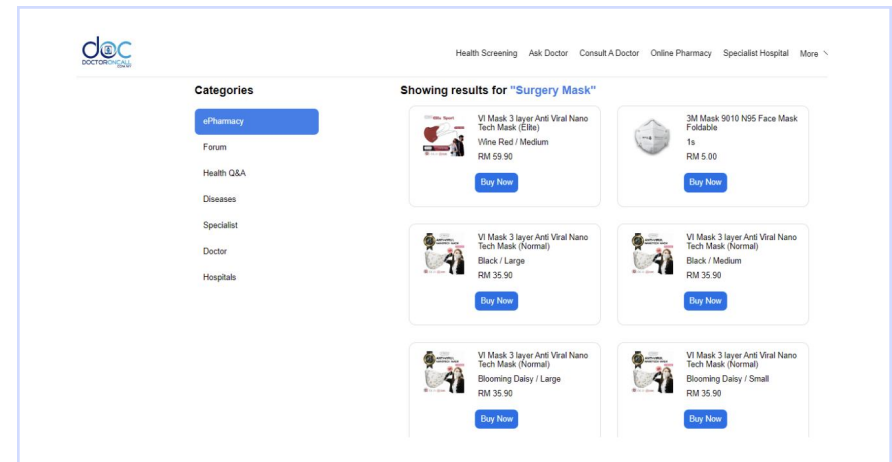 doc
DOCTORONCALL
Health Screening Ask Doctor Consult A Doctor Online Pharmacy Specialist Hospital More
Categories
ePharmacy
Forum
Health Q&A
Diseases
Specialist
Doctor
Hospitals
Showing results for "Surgery Mask"
VI Mask 3 layer Anti Viral Nano
Tech Mask (Elite)
Wine Red / Medium
RM 59.90
Buy Now
3M Mask 9010 N95 Face Mask
Foldable
1s
RM 5.00
Buy Now
VI Mask 3 layer Anti Viral Nano
Tech Mask (Normal)
Black / Large
RM 35.90
Buy Now
VI Mask 3 layer Anti Viral Nano
Tech Mask (Normal)
Black / Medium
RM 35.90
Buy Now
VI Mask 3 layer Anti Viral Nano
Tech Mask (Normal)
Blooming Daisy / Large
RM 35.90
Buy Now
VI Mask 3 layer Anti Viral Nano
Tech Mask (Normal)
Blooming Daisy / Small
RM 35.90
Buy Now